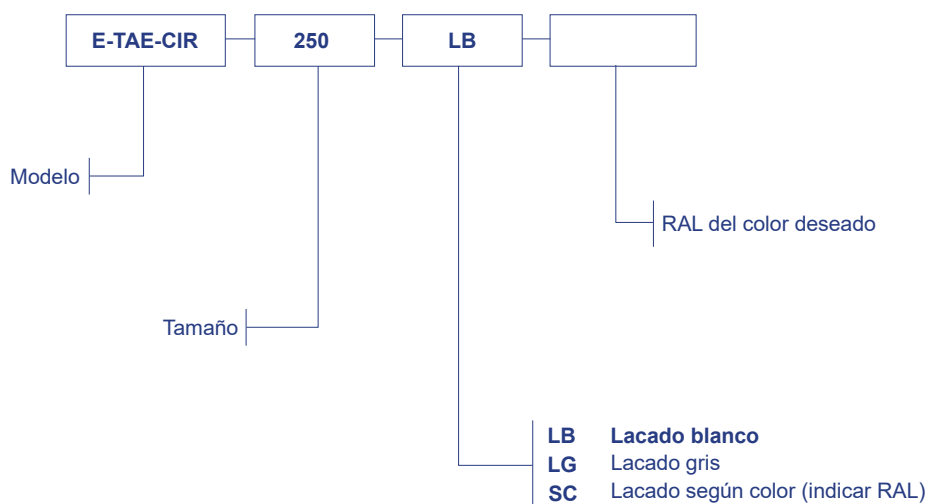 E-TAE-CIR 250 LB
Modelo
RAL del color deseado
Tamaño
LB Lacado blanco
LG Lacado gris
SC Lacado según color (indicar RAL)